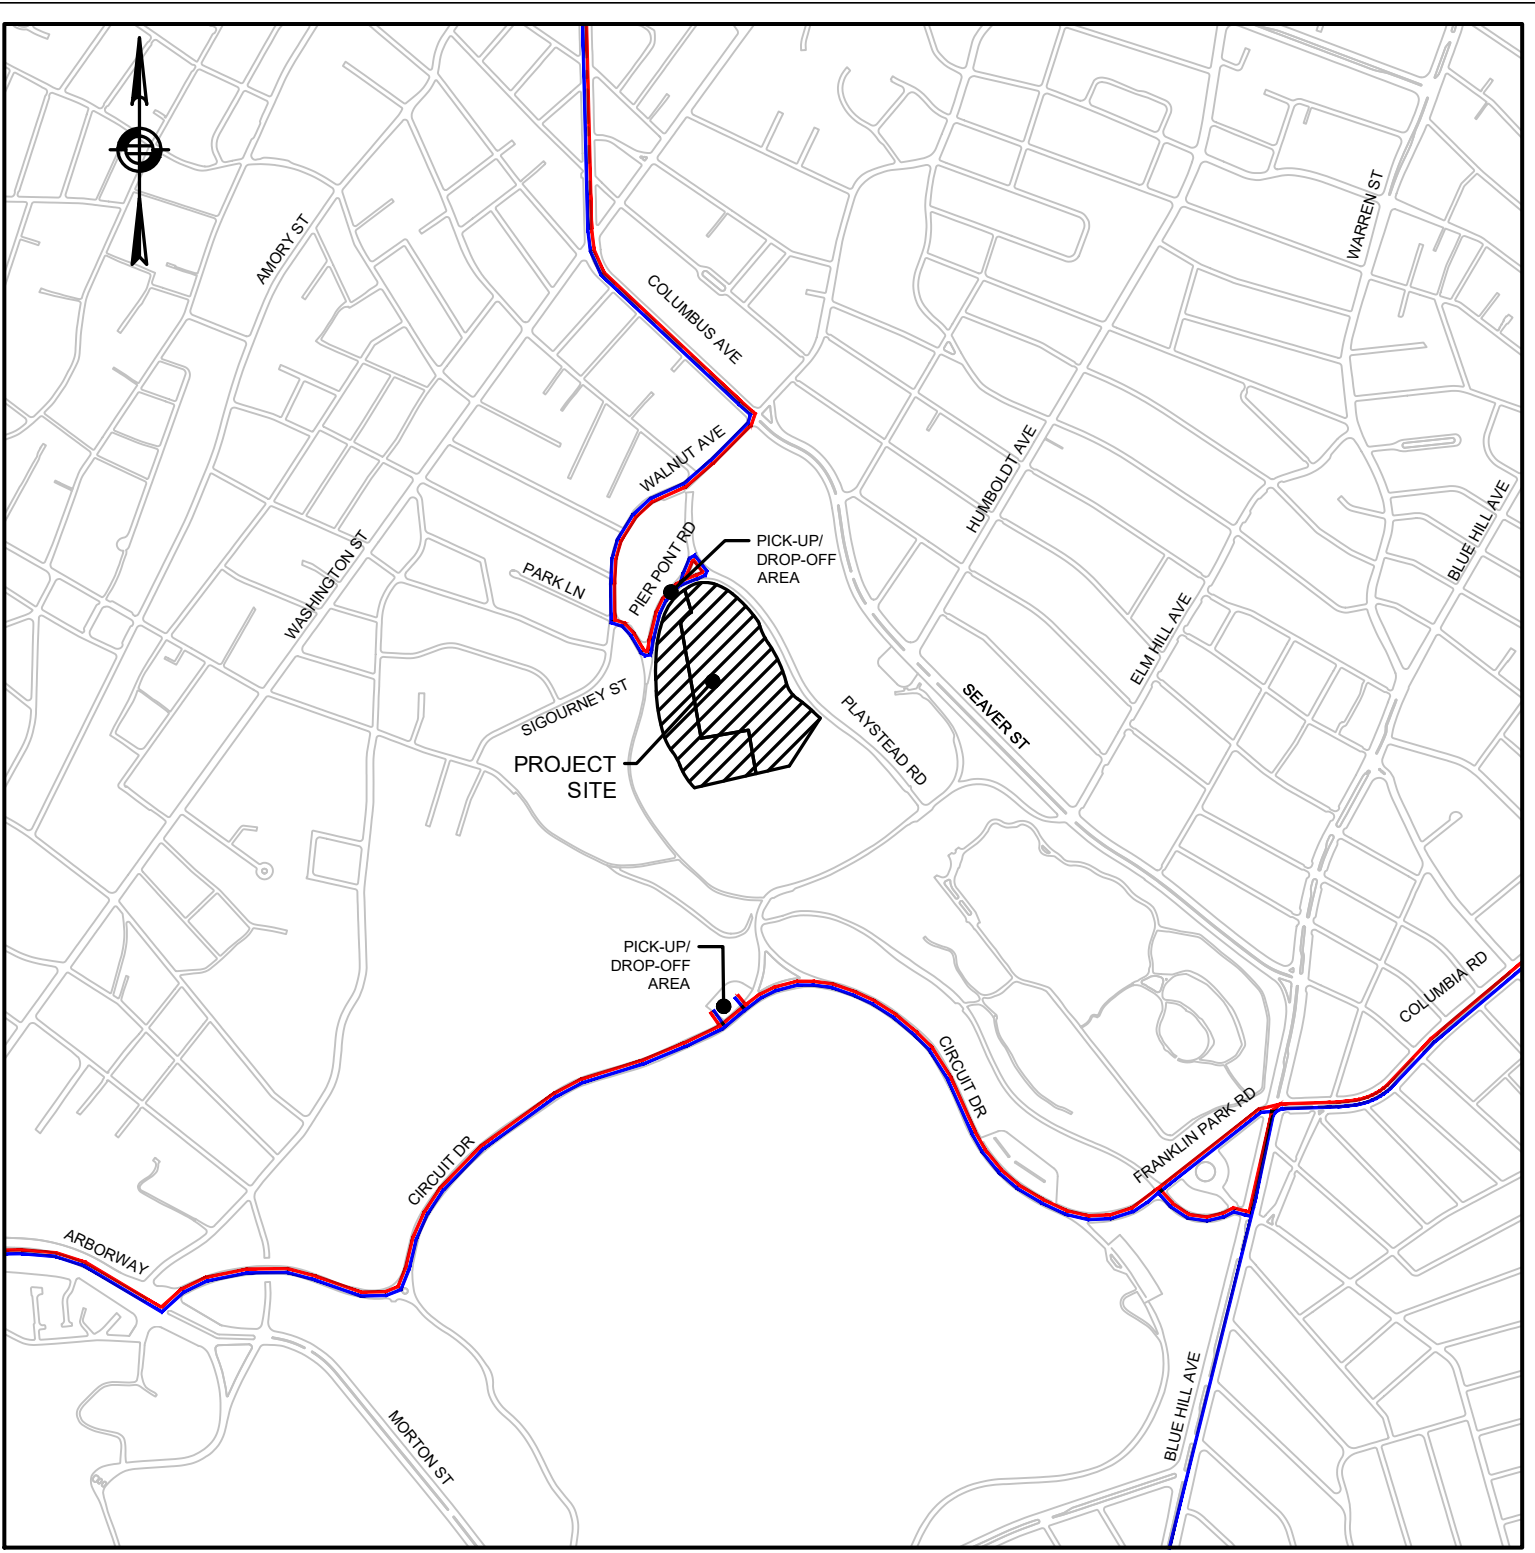 WARREN ST
AMORY ST
COLUMBUS AVE
WALNUT AVE
HUMBOLDT AVE
BLUE HILL AVE
WASHINGTON ST
PARK LN
PIER PONT RD
PICK-UP/
DROP-OFF
AREA
ELM HILL AVE
SIGOURNEY ST
PLAYSTEAD RD
SEAVER ST
PROJECT
SITE
PICK-UP/
DROP-OFF
AREA
COLUMBIA RD
CIRCUIT DR
FRANKLIN PARK RD
CIRCUIT DR
ARBORWAY
BLUE HILL AVE
MORTON ST